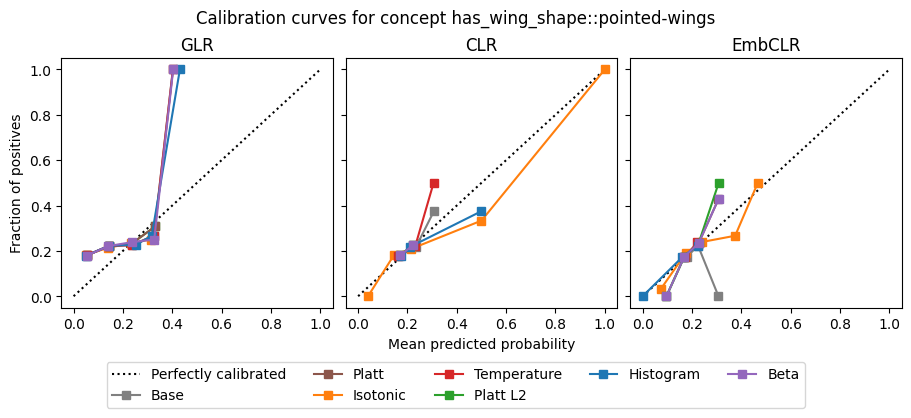 Calibration curves for concept has_wing_shape::pointed-wings
GLR
CLR
EmbCLR
Fraction of positives
1.0
0.8
0.6
0.4
0.2
0.0
0.0 0.2 0.4 0.6 0.8 1.0
0.0 0.2 0.4 0.6 0.8 1.0
0.0 0.2 0.4 0.6 0.8 1.0
Mean predicted probability
Perfectly calibrated Platt Temperature Histogram Beta
Base Isotonic Platt L2